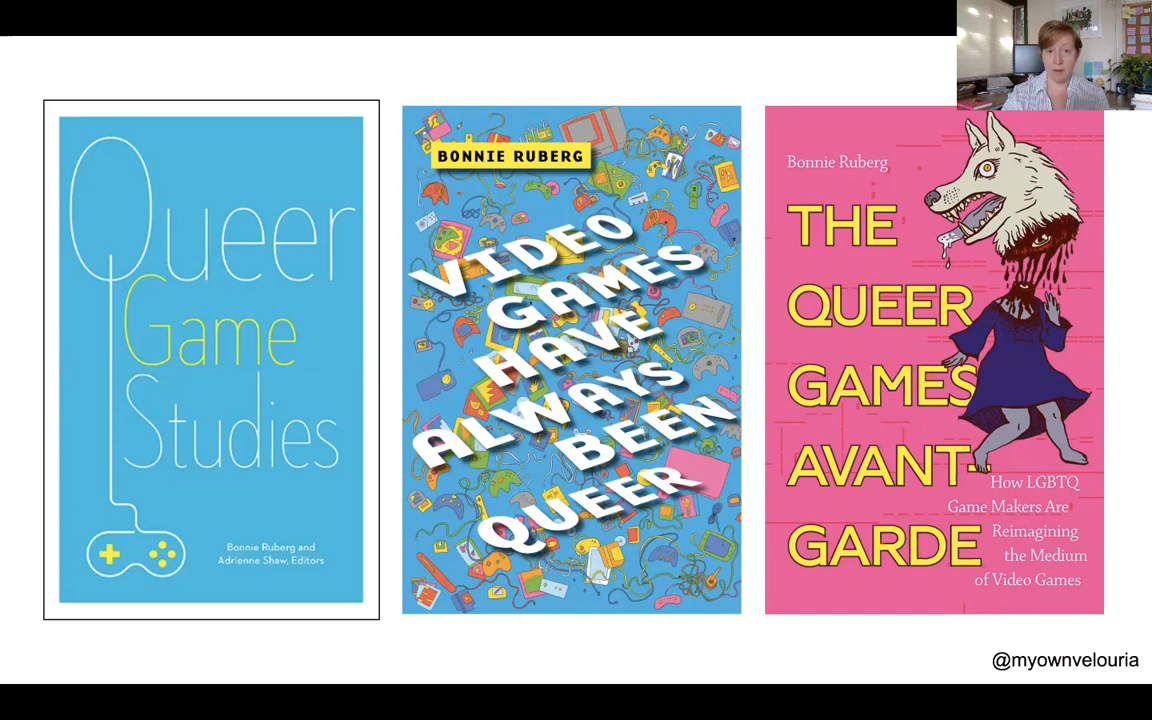 Queer
Game
Studies
Bonnie Ruberg and
Adrienne Shaw, Editors
BONNIE RUBERG
VIDEO
GAMES
HAVE
ALWAYS
BEEN
QUEER
Bonnie Ruberg
THE
QUEER
GAMES
AVANT-
GARDE
How LGBTQ
Game Makers Are
Reimagining
the Medium
of Video Games
@myownvelouria